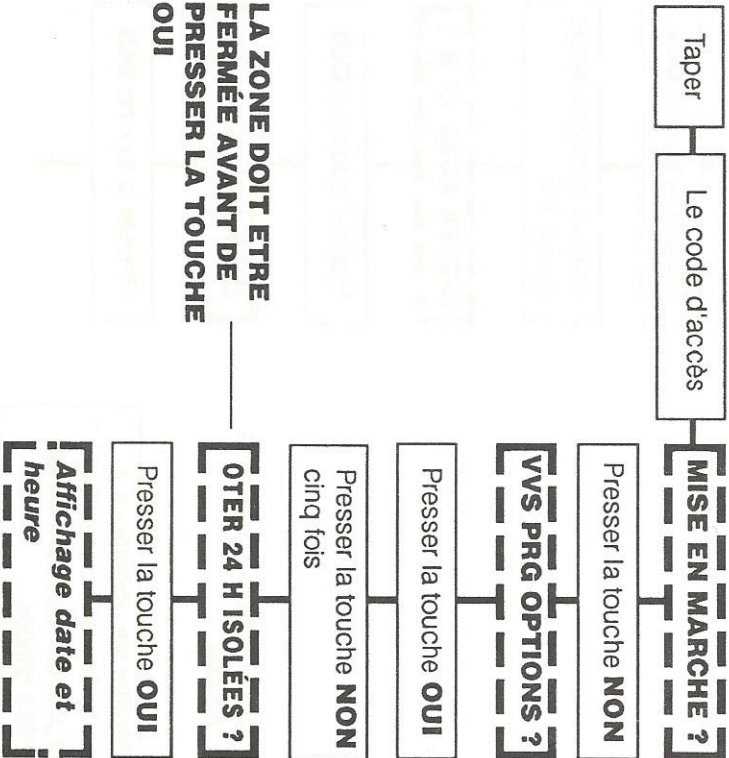 Taper
Le code d'accès
MISE EN MARCHE ?
Presser la touche NON
VVS PRG OPTIONS ?
Presser la touche OUI
Presser la touche NON
cinq fois
OTER 24 H ISOLÉES ?
LA ZONE DOIT ETRE
FERMÉE AVANT DE
PRESSER LA TOUCHE
OUI
Presser la touche OUI
Affichage date et
heure